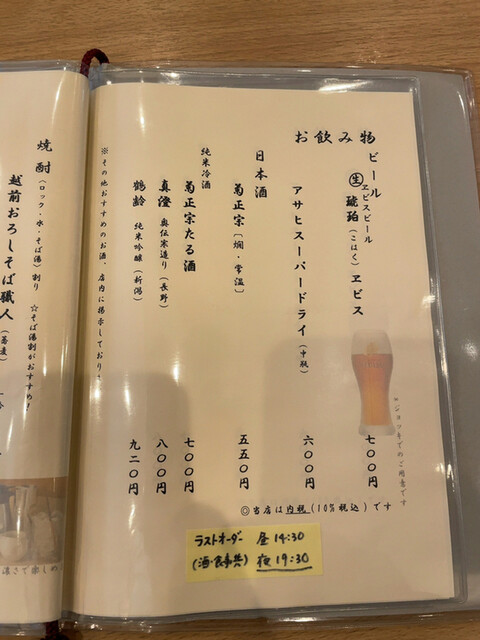 お飲み物
ビール
ヱビスビール
生 琥珀(こはく)ヱビス 七〇〇円
※ジョッキでのご用意です
アサヒスーパードライ(中瓶) 六〇〇円
日本酒
菊正宗[燗・常温] 五五〇円
純米冷酒
菊正宗たる酒 七〇〇円
真澄 奥伝寒造り(長野) 八〇〇円
鶴齢 純米吟醸(新潟) 九二〇円
※その他おすすめのお酒、店内に掲示しており
◎当店は内税(10%税込)です
ラストオーダー 昼 14:30
(酒・食事共) 夜 19:30
焼酎(ロック・水・そば湯)割り ☆そば湯割がおすすめ!
越前おろしそば職人(蕎麦)